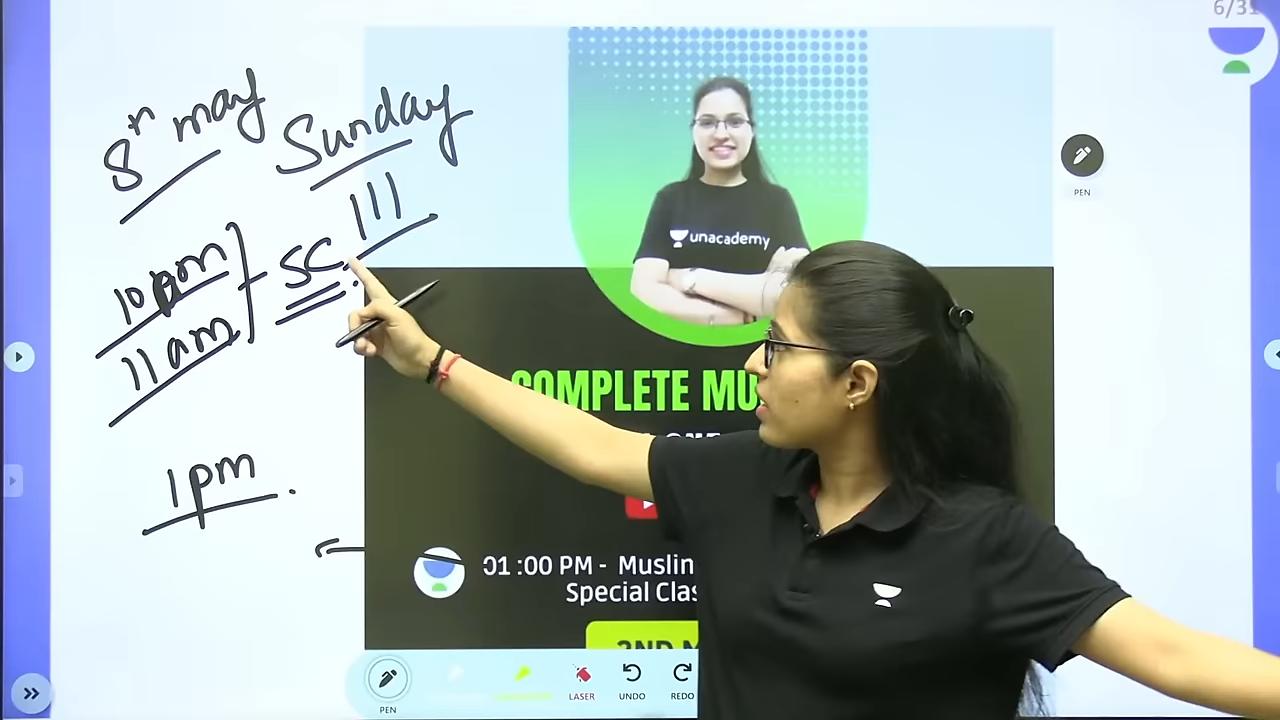 6/31
8th may Sunday
111
10pm
SC.
11am
1pm.
unacademy
COMPLETE MU
01 :00 PM - Muslin
Special Clas
2ND M
PEN
PEN
LASER
UNDO
REDO